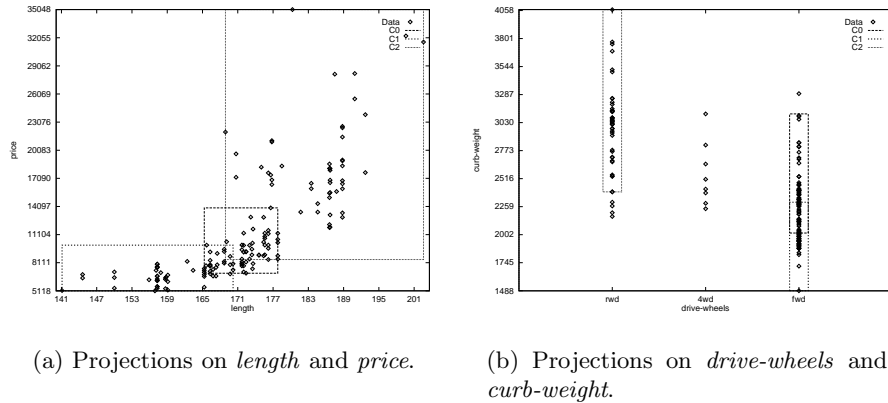 35048
32055
29062
26069
23076
20083
17090
14097
11104
8111
5118
price
141 147 153 159 165 171 177 183 189 195 201
length
Data
C0
C1
C2
4058
3801
3544
3287
3030
2773
2516
2259
2002
1745
1488
curb-weight
rwd 4wd fwd
drive-wheels
Data
C0
C1
C2
(a) Projections on length and price.
(b) Projections on drive-wheels and
curb-weight.